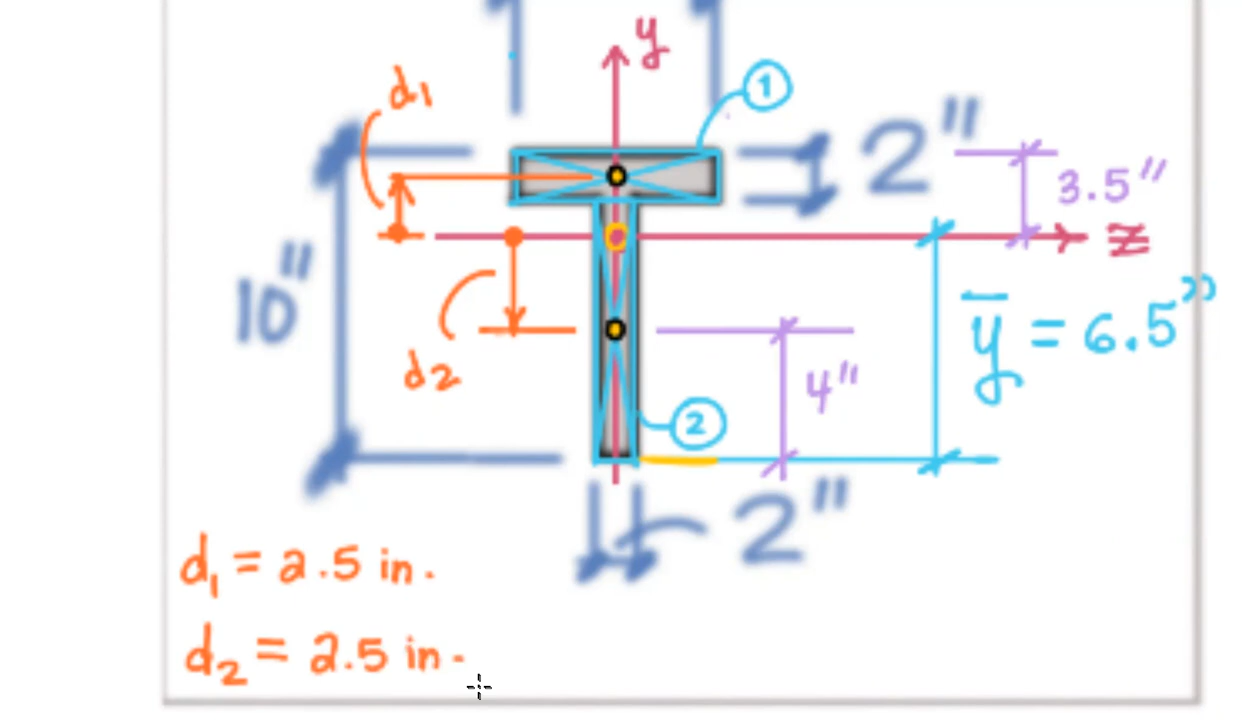 y
d1
1
2"
3.5"
z
10"
y̅ = 6.5"
d2
4"
2
2"
d₁ = 2.5 in.
d₂ = 2.5 in.